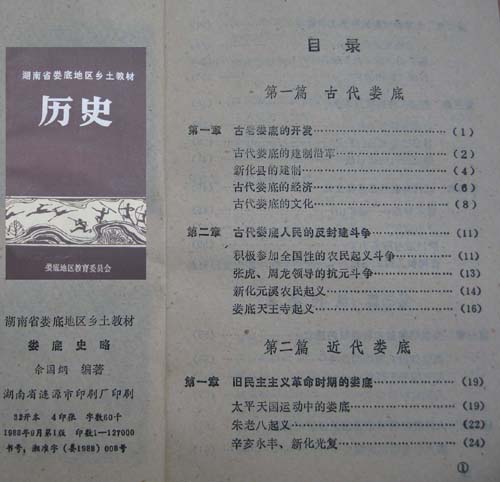 湖南省娄底地区乡土教材
历史
娄底地区教育委员会
湖南省娄底地区乡土教材
娄底史略
余国纲 编著
湖南省涟源市印刷厂印刷
32开本 4印张 字数60千
1988年9月第1版 印数1—127000
书号:湘准字(娄1988)008号
目录
第一篇 古代娄底
第一章 古老娄底的开发……(1)
古代娄底的建制沿革……(2)
新化县的建制……(4)
古代娄底的经济……(6)
古代娄底的文化……(8)
第二章 古代娄底人民的反封建斗争……(11)
积极参加全国性的农民起义斗争……(11)
张虎、周龙领导的抗元斗争……(13)
新化元溪农民起义……(14)
娄底天王寺起义……(16)
第二篇 近代娄底
第一章 旧民主主义革命时期的娄底……(19)
太平天国运动中的娄底……(19)
朱老八起义……(22)
辛亥永丰、新化光复……(24)
①